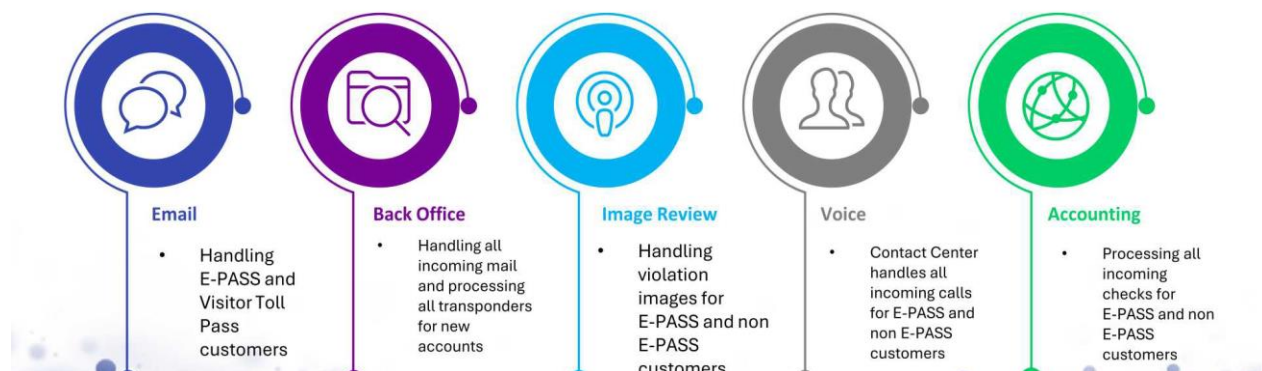 Email
Handling
E-PASS and
Visitor Toll
Pass
customers
Back Office
Handling all
incoming mail
and processing
all transponders
for new
accounts
Image Review
Handling
violation
images for
E-PASS and non
E-PASS
customers
Voice
Contact Center
handles all
incoming calls
for E-PASS and
non E-PASS
customers
Accounting
Processing all
incoming
checks for
E-PASS and non
E-PASS
customers